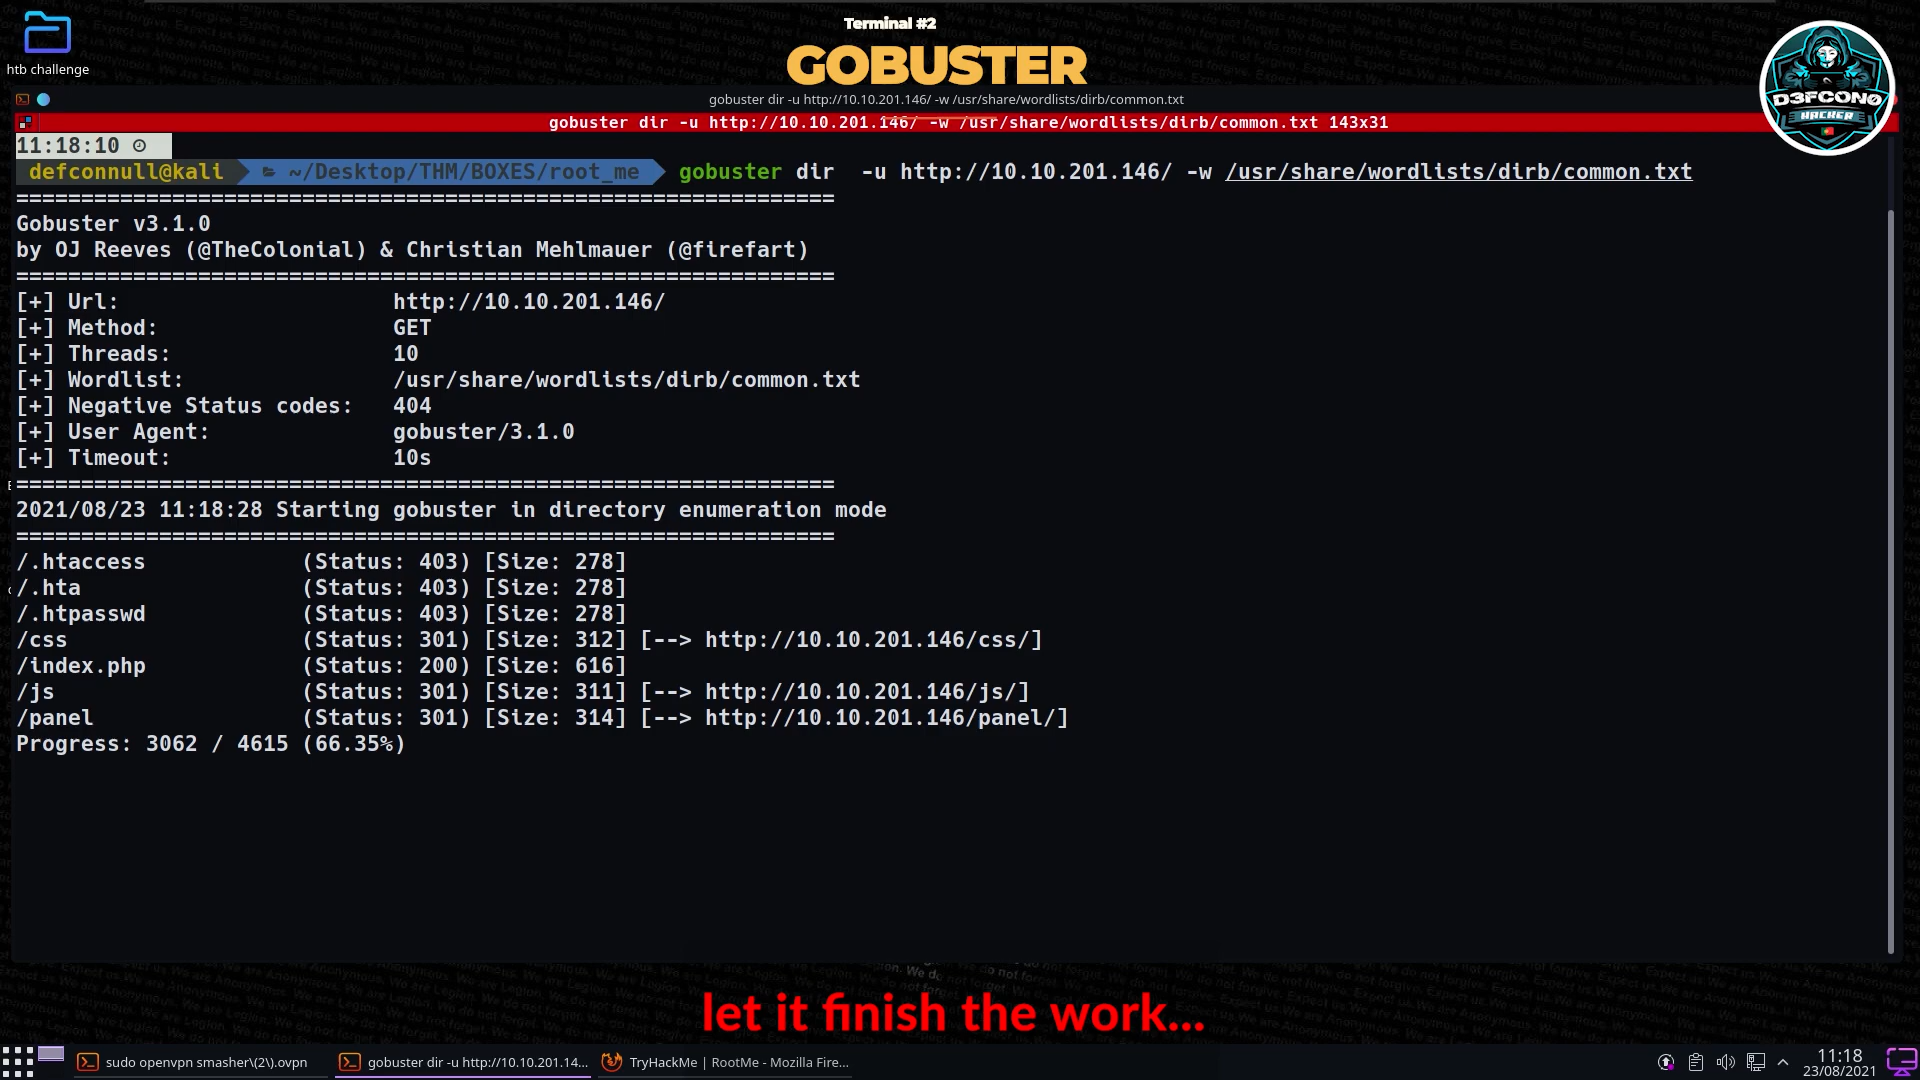 Terminal #2
GOBUSTER
htb challenge
D3FCON0
HACKER
gobuster dir -u http://10.10.201.146/ -w /usr/share/wordlists/dirb/common.txt
gobuster dir -u http://10.10.201.146/ -w /usr/share/wordlists/dirb/common.txt 143x31
11:18:10
defconnull@kali ~/Desktop/THM/BOXES/root_me gobuster dir  -u http://10.10.201.146/ -w /usr/share/wordlists/dirb/common.txt
===============================================================
Gobuster v3.1.0
by OJ Reeves (@TheColonial) & Christian Mehlmauer (@firefart)
===============================================================
[+] Url:                     http://10.10.201.146/
[+] Method:                  GET
[+] Threads:                 10
[+] Wordlist:                /usr/share/wordlists/dirb/common.txt
[+] Negative Status codes:   404
[+] User Agent:              gobuster/3.1.0
[+] Timeout:                 10s
===============================================================
2021/08/23 11:18:28 Starting gobuster in directory enumeration mode
===============================================================
/.htaccess            (Status: 403) [Size: 278]
/.hta                 (Status: 403) [Size: 278]
/.htpasswd            (Status: 403) [Size: 278]
/css                  (Status: 301) [Size: 312] [--> http://10.10.201.146/css/]
/index.php            (Status: 200) [Size: 616]
/js                   (Status: 301) [Size: 311] [--> http://10.10.201.146/js/]
/panel                (Status: 301) [Size: 314] [--> http://10.10.201.146/panel/]
Progress: 3062 / 4615 (66.35%)
let it finish the work...
sudo openvpn smasher\(2\).ovpn
gobuster dir -u http://10.10.201.14...
TryHackMe | RootMe - Mozilla Fire...
11:18
23/08/2021